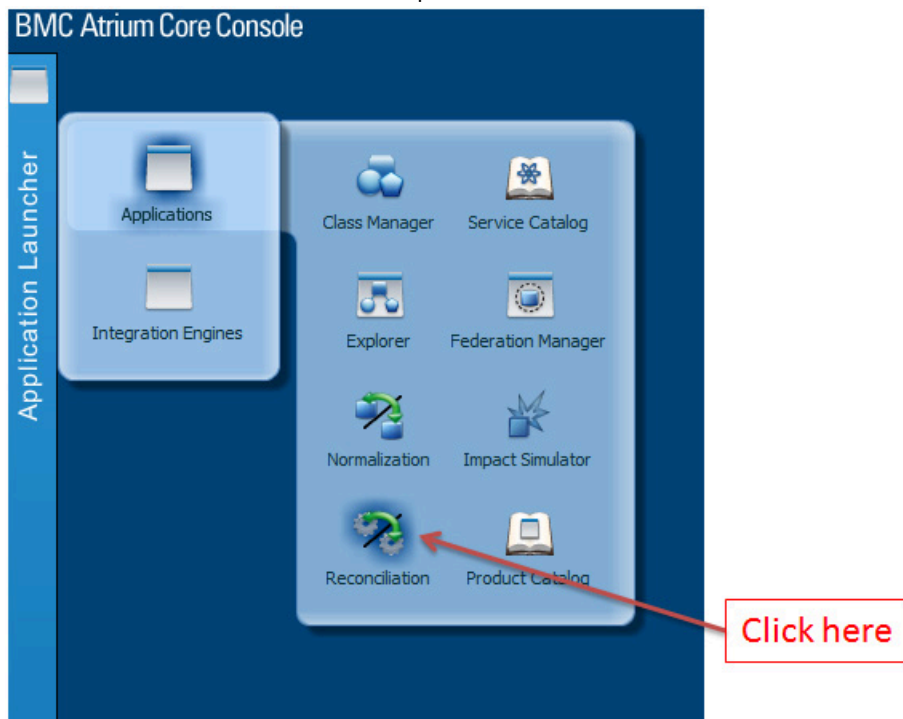 BMC Atrium Core Console
Application Launcher
Applications
Integration Engines
Class Manager
Service Catalog
Explorer
Federation Manager
Normalization
Impact Simulator
Reconciliation
Product Catalog
Click here